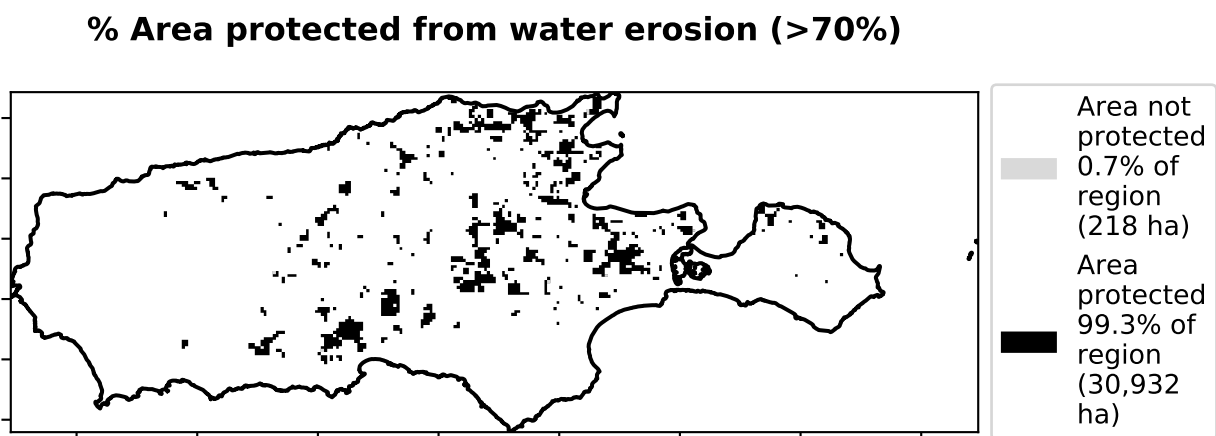 % Area protected from water erosion (>70%)
Area not
protected
0.7% of
region
(218 ha)
Area
protected
99.3% of
region
(30,932
ha)